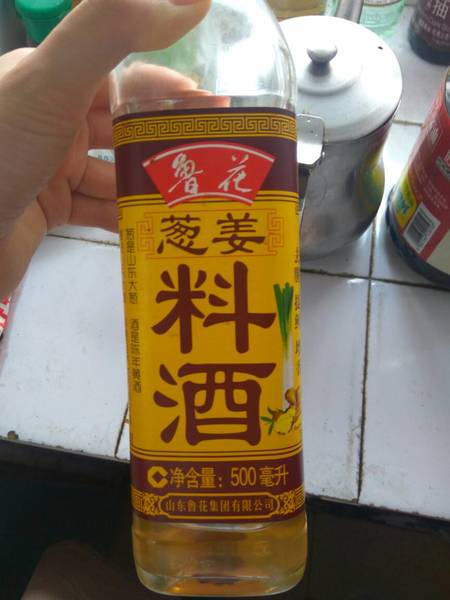 鲁花
葱姜
料酒
葱是山东大葱 酒是陈年黄酒
净含量：500毫升
山东鲁花集团有限公司